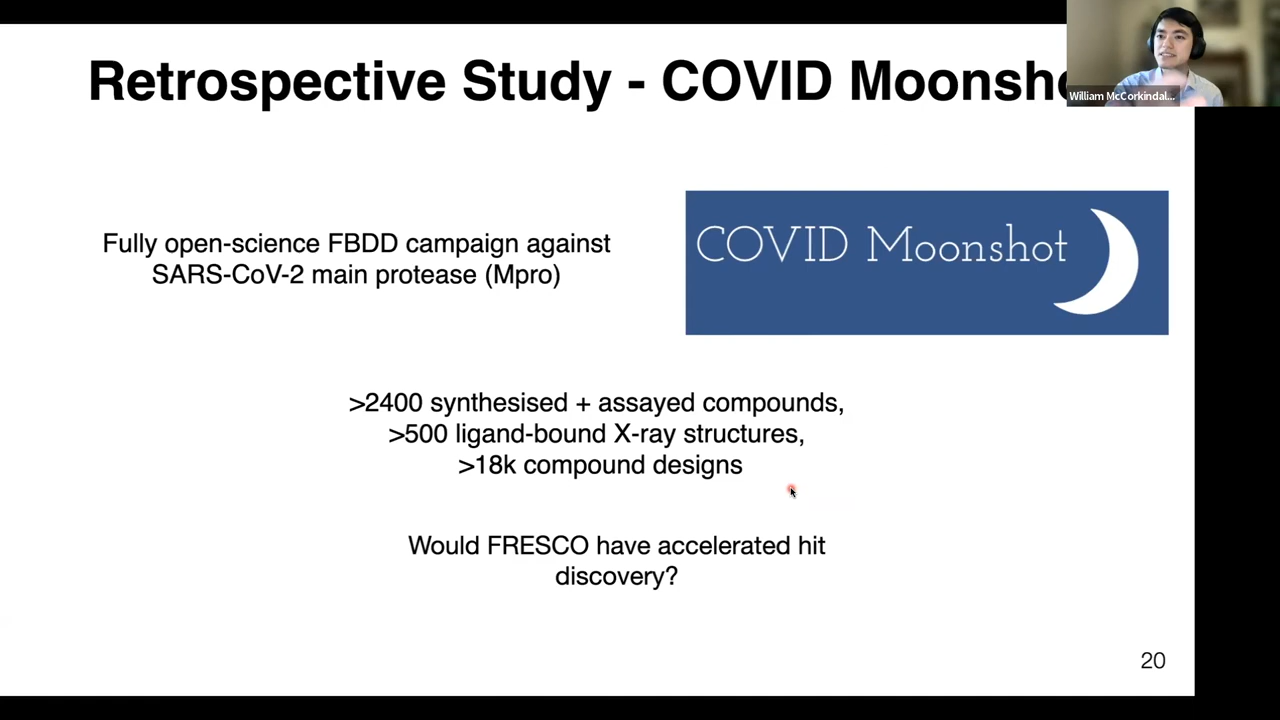 Retrospective Study - COVID Moonsho
William McCorkindal...
Fully open-science FBDD campaign against
SARS-CoV-2 main protease (Mpro)
COVID Moonshot
>2400 synthesised + assayed compounds,
>500 ligand-bound X-ray structures,
>18k compound designs
Would FRESCO have accelerated hit
discovery?
20